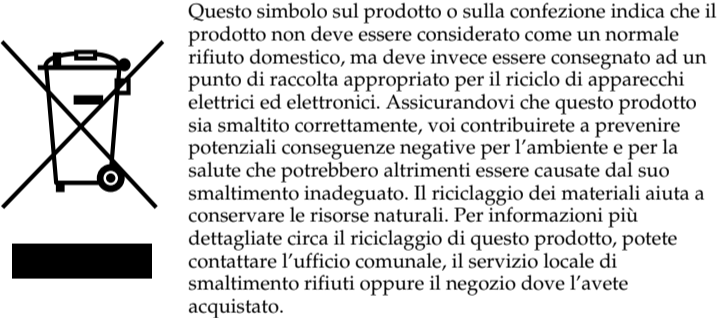 Questo simbolo sul prodotto o sulla confezione indica che il
prodotto non deve essere considerato come un normale
rifiuto domestico, ma deve invece essere consegnato ad un
punto di raccolta appropriato per il riciclo di apparecchi
elettrici ed elettronici. Assicurandovi che questo prodotto
sia smaltito correttamente, voi contribuirete a prevenire
potenziali conseguenze negative per l'ambiente e per la
salute che potrebbero altrimenti essere causate dal suo
smaltimento inadeguato. Il riciclaggio dei materiali aiuta a
conservare le risorse naturali. Per informazioni più
dettagliate circa il riciclaggio di questo prodotto, potete
contattare l'ufficio comunale, il servizio locale di
smaltimento rifiuti oppure il negozio dove l'avete
acquistato.